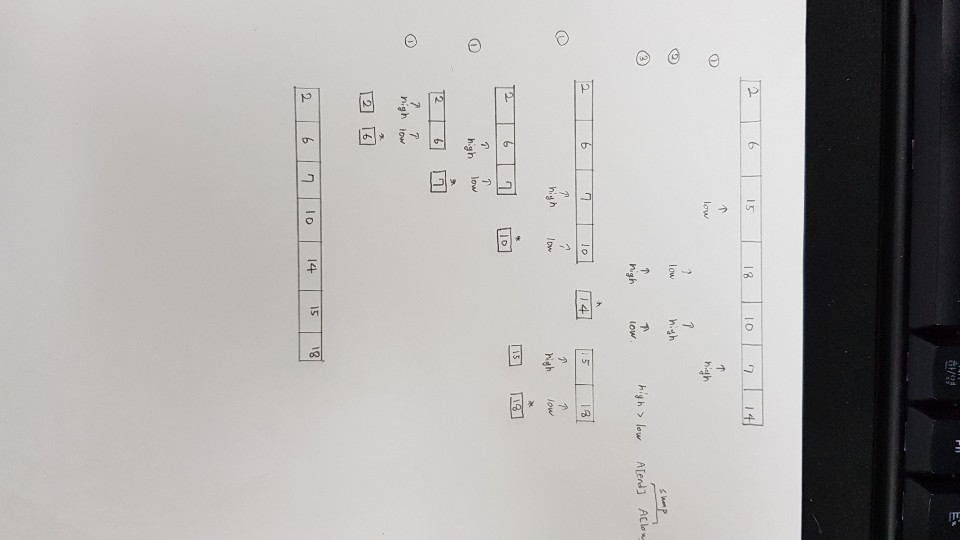 2 6 15 18 10 7 14
① ↑ low ↑ high
② ↑ low ↑ high
③ ↑ high ↑ low. high > low A[end] A[low
swap
2 6 7 10 14 * 15 18
① ↑ high ↑ low ↑ high ↑ low
2 6 7 10 * 15 18 *
① ↑ high ↑ low
2 6 7 *
① ↑ high ↑ low
2 6 *
2 6 7 10 14 15 18
한/영